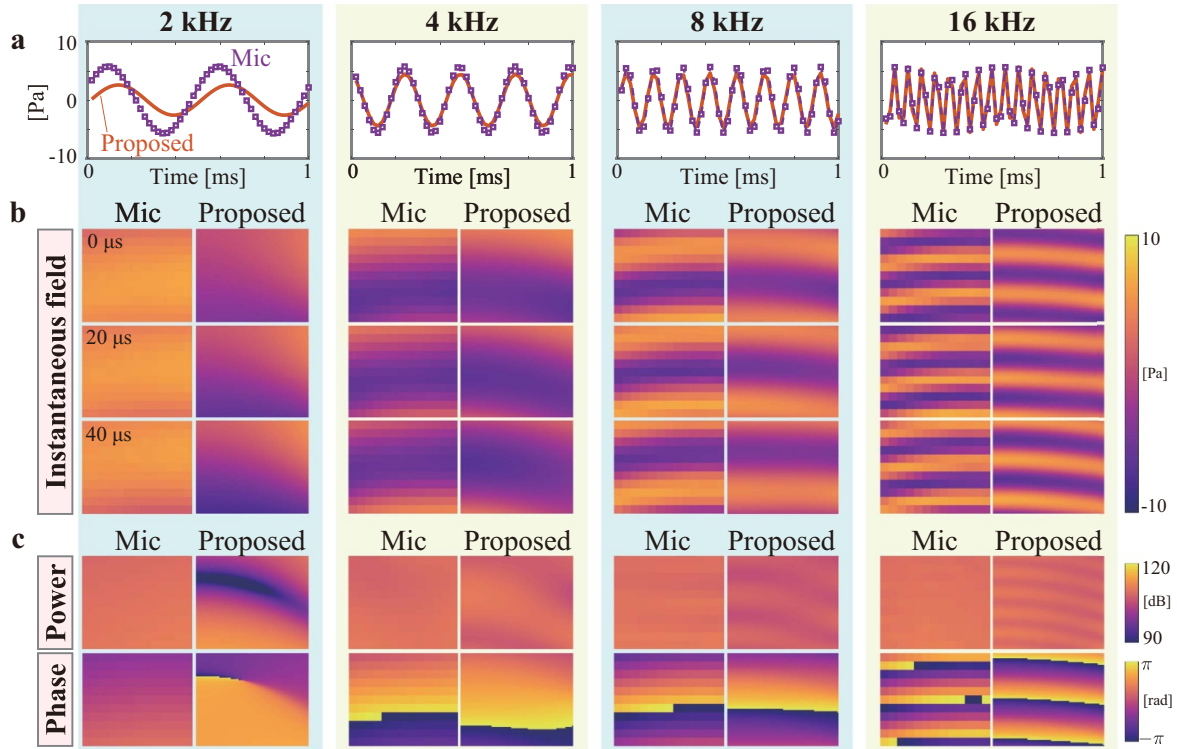 2 kHz 4 kHz 8 kHz 16 kHz
a
10
0
-10
[Pa]
Mic
Proposed
0 1 0 1 0 1 0 1
Time [ms] Time [ms] Time [ms] Time [ms]
b
Mic Proposed Mic Proposed Mic Proposed Mic Proposed
Instantaneous field
0 μs
20 μs
40 μs
10
[Pa]
-10
c
Mic Proposed Mic Proposed Mic Proposed Mic Proposed
Power
120
[dB]
90
Phase
π
[rad]
−π